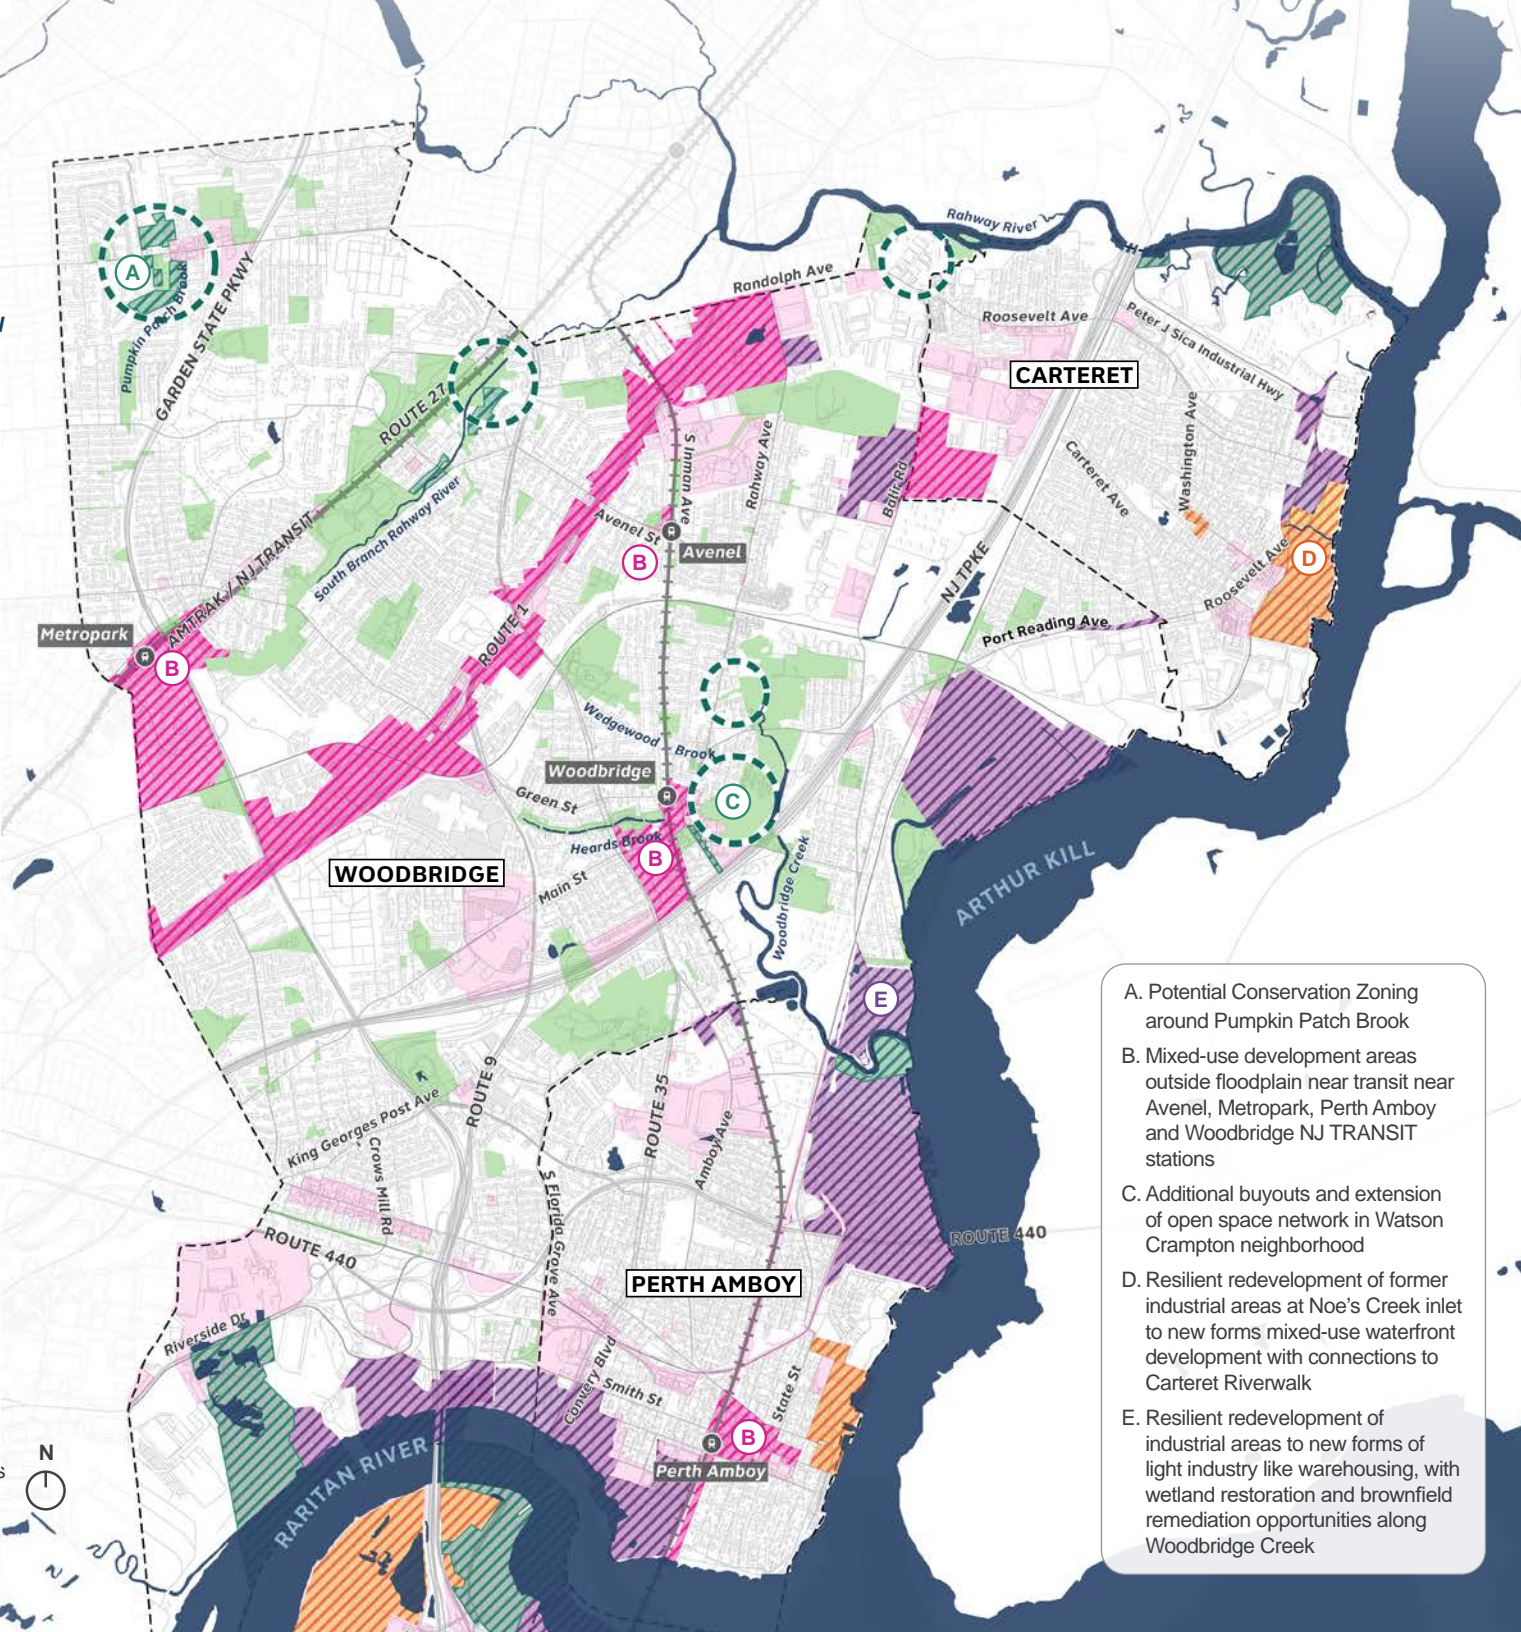 Rahway River
Randolph Ave
Roosevelt Ave
Peter J Sica Industrial Hwy
CARTERET
A
Pumpkin Patch Brook
GARDEN STATE PKWY
ROUTE 27
S Inman Ave
Rahway Ave
Blair Rd
Carteret Ave
Washington Ave
South Branch Rahway River
AMTRAK / NJ TRANSIT
Avenel St
Avenel
B
NJ TPKE
D
Roosevelt Ave
ROUTE 1
Port Reading Ave
Metropark
B
Wedgewood Brook
Woodbridge
Green St
C
Heards Brook
B
WOODBRIDGE
Main St
Woodbridge Creek
ARTHUR KILL
E
ROUTE 9
ROUTE 35
King Georges Post Ave
Crows Mill Rd
Amboy Ave
S Florida Grove Ave
ROUTE 440
ROUTE 440
PERTH AMBOY
Riverside Dr
Convery Blvd
Smith St
State St
B
Perth Amboy
RARITAN RIVER
N
A. Potential Conservation Zoning
around Pumpkin Patch Brook
B. Mixed-use development areas
outside floodplain near transit near
Avenel, Metropark, Perth Amboy
and Woodbridge NJ TRANSIT
stations
C. Additional buyouts and extension
of open space network in Watson
Crampton neighborhood
D. Resilient redevelopment of former
industrial areas at Noe's Creek inlet
to new forms mixed-use waterfront
development with connections to
Carteret Riverwalk
E. Resilient redevelopment of
industrial areas to new forms of
light industry like warehousing, with
wetland restoration and brownfield
remediation opportunities along
Woodbridge Creek